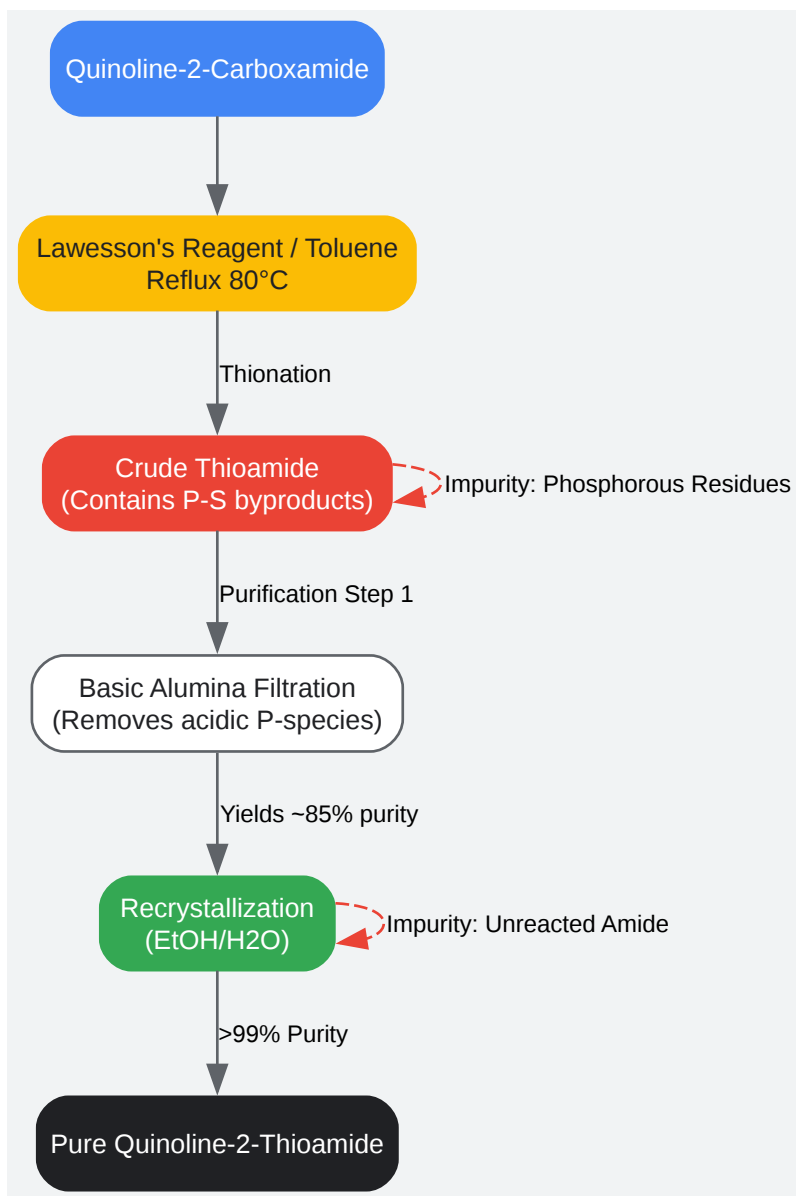 Quinoline-2-Carboxamide
Lawesson's Reagent / Toluene
Reflux 80°C
Thionation
Crude Thioamide
(Contains P-S byproducts)
Impurity: Phosphorous Residues
Purification Step 1
Basic Alumina Filtration
(Removes acidic P-species)
Yields ~85% purity
Recrystallization
(EtOH/H2O)
Impurity: Unreacted Amide
>99% Purity
Pure Quinoline-2-Thioamide